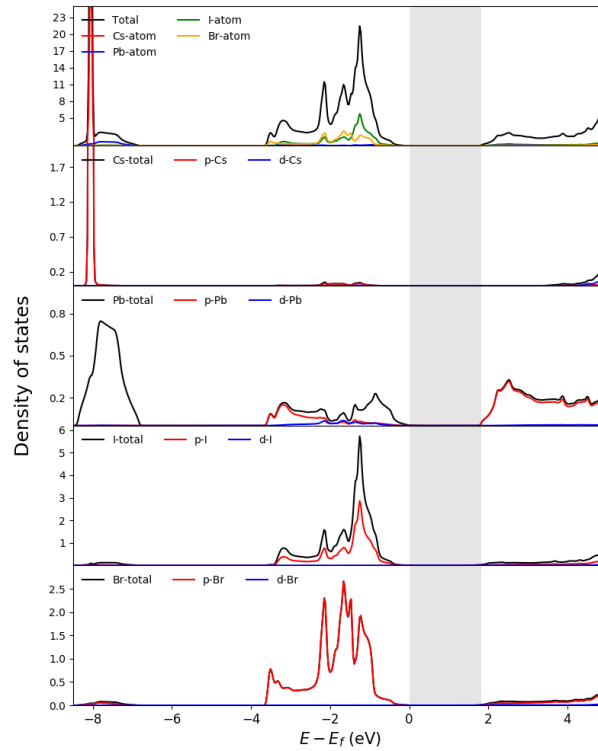 Total I-atom
Cs-atom Br-atom
Pb-atom
23
20
17
14
11
8
5
Cs-total p-Cs d-Cs
1.7
1.2
0.7
0.2
Pb-total p-Pb d-Pb
0.8
0.5
0.2
I-total p-I d-I
6
5
4
3
2
1
Br-total p-Br d-Br
2.5
2.0
1.5
1.0
0.5
0.0
−8 −6 −4 −2 0 2 4
E − E_f (eV)
Density of states